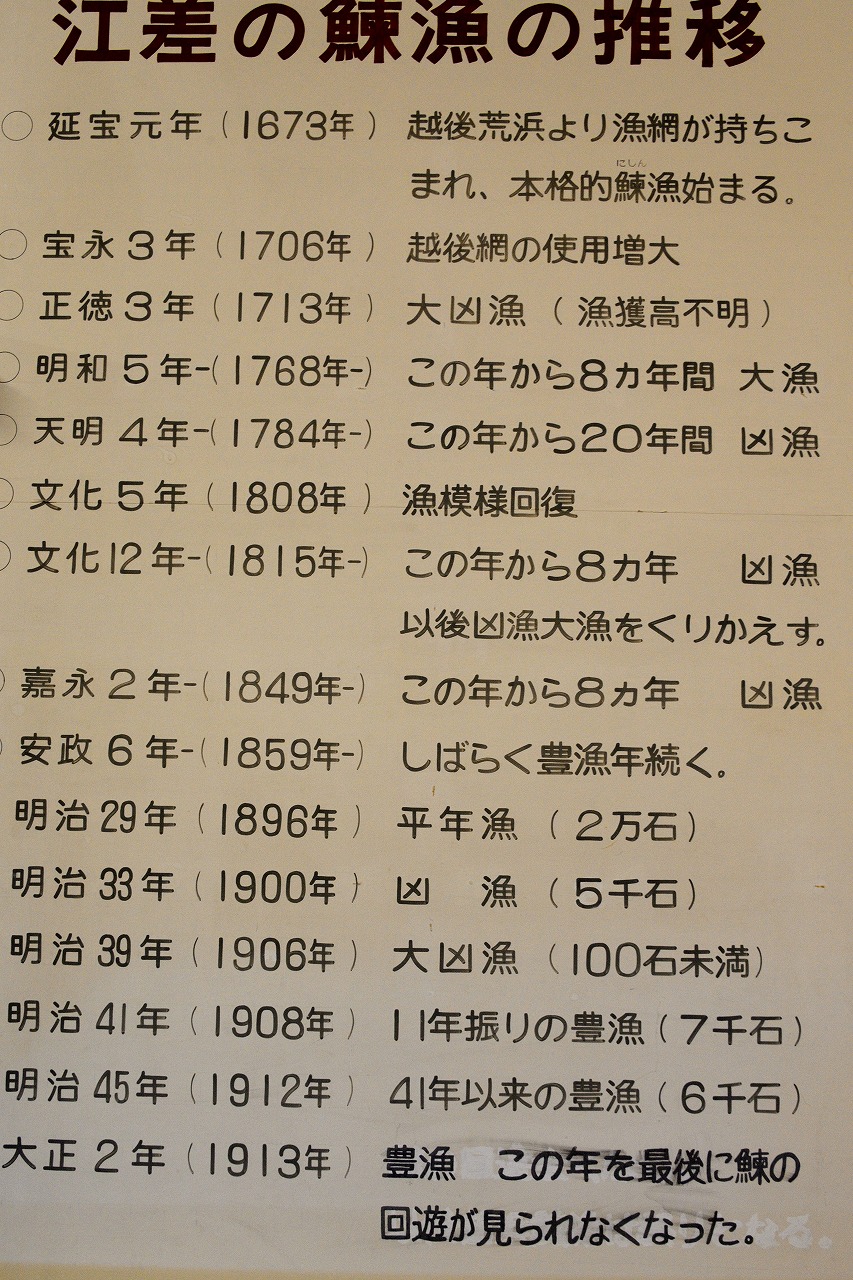 江差の鰊漁の推移
○ 延宝元年 (1673年) 越後荒浜より漁網が持ちこ
にしん
まれ、本格的鰊漁始まる。
○ 宝永3年 (1706年) 越後網の使用増大
○ 正徳3年 (1713年) 大凶漁 (漁獲高不明)
○ 明和5年-(1768年-) この年から8カ年間 大漁
○ 天明4年-(1784年-) この年から20年間 凶漁
○ 文化5年 (1808年) 漁模様回復
○ 文化12年-(1815年-) この年から8カ年 凶漁
以後凶漁大漁をくりかえす。
○ 嘉永2年-(1849年-) この年から8ヵ年 凶漁
○ 安政6年-(1859年-) しばらく豊漁年続く。
明治29年 (1896年) 平年漁 (2万石)
明治33年 (1900年) 凶 漁 (5千石)
明治39年 (1906年) 大凶漁 (100石未満)
明治41年 (1908年) 11年振りの豊漁 (7千石)
明治45年 (1912年) 41年以来の豊漁 (6千石)
大正2年 (1913年) 豊漁 この年を最後に鰊の
回遊が見られなくなった。
なる。